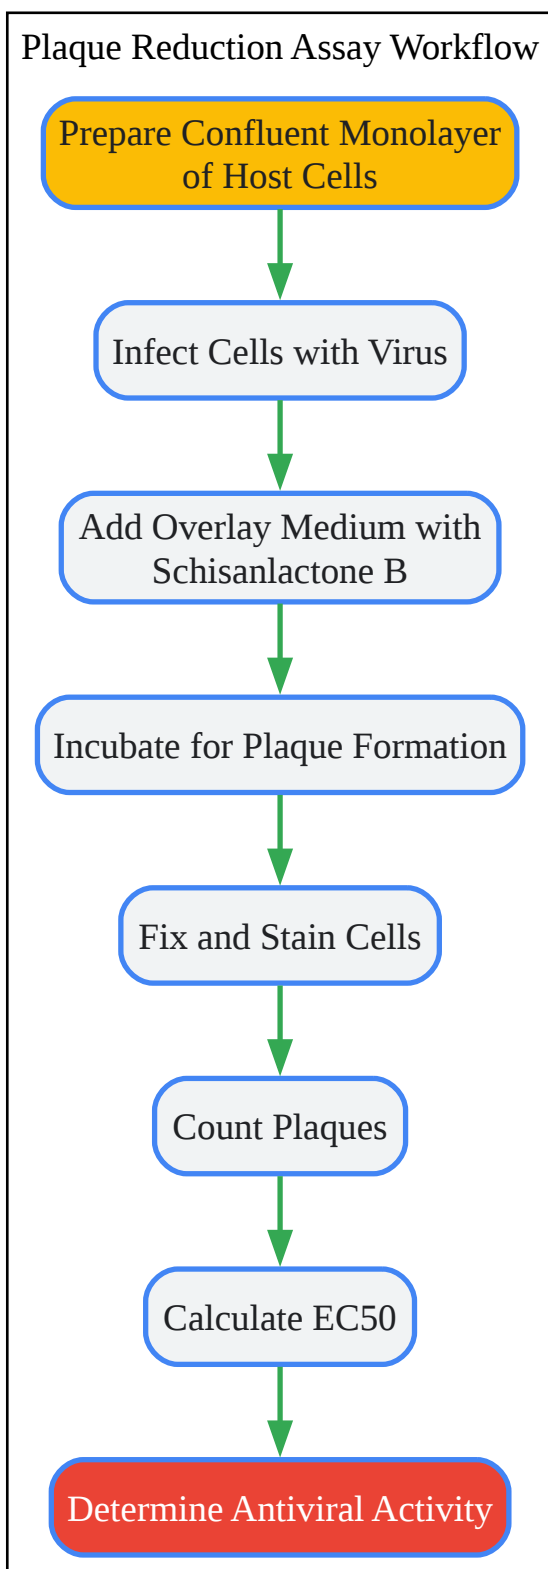 Plaque Reduction Assay Workflow
Prepare Confluent Monolayer
of Host Cells
Infect Cells with Virus
Add Overlay Medium with
Schisanlactone B
Incubate for Plaque Formation
Fix and Stain Cells
Count Plaques
Calculate EC50
Determine Antiviral Activity